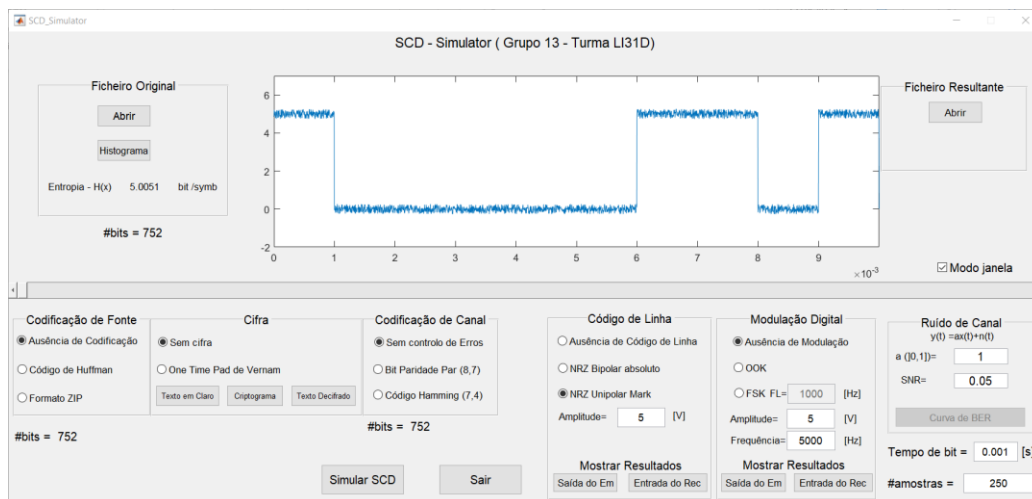 SCD_Simulator
SCD - Simulator ( Grupo 13 - Turma LI31D)
Ficheiro Original
Abrir
Histograma
Entropia - H(x) 5.0051 bit /symb
#bits = 752
6
4
2
0
-2
0 1 2 3 4 5 6 7 8 9
×10-3
Ficheiro Resultante
Abrir
Modo janela
Codificação de Fonte
Ausência de Codificação
Código de Huffman
Formato ZIP
#bits = 752
Cifra
Sem cifra
One Time Pad de Vernam
Texto em Claro Criptograma Texto Decifrado
Codificação de Canal
Sem controlo de Erros
Bit Paridade Par (8,7)
Código Hamming (7,4)
#bits = 752
Simular SCD Sair
Código de Linha
Ausência de Código de Linha
NRZ Bipolar absoluto
NRZ Unipolar Mark
Amplitude= 5 [V]
Mostrar Resultados
Saída do Em Entrada do Rec
Modulação Digital
Ausência de Modulação
OOK
FSK FL= 1000 [Hz]
Amplitude= 5 [V]
Frequência= 5000 [Hz]
Mostrar Resultados
Saída do Em Entrada do Rec
Ruído de Canal
y(t) =ax(t)+n(t)
a (]0,1])= 1
SNR= 0.05
Curva de BER
Tempo de bit = 0.001 [s]
#amostras = 250